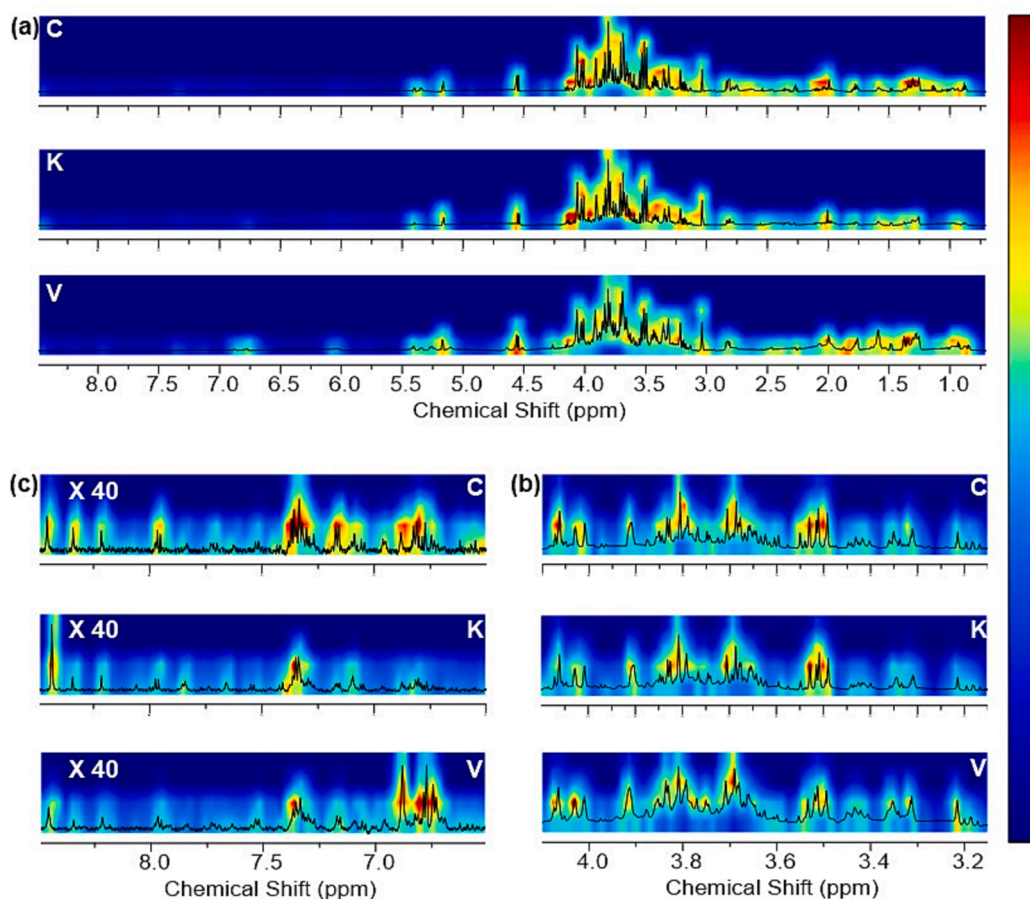 (a) C
K
V
8.0 7.5 7.0 6.5 6.0 5.5 5.0 4.5 4.0 3.5 3.0 2.5 2.0 1.5 1.0
Chemical Shift (ppm)
(c) X 40 C
X 40 K
X 40 V
8.0 7.5 7.0
Chemical Shift (ppm)
(b) C
K
V
4.0 3.8 3.6 3.4 3.2
Chemical Shift (ppm)